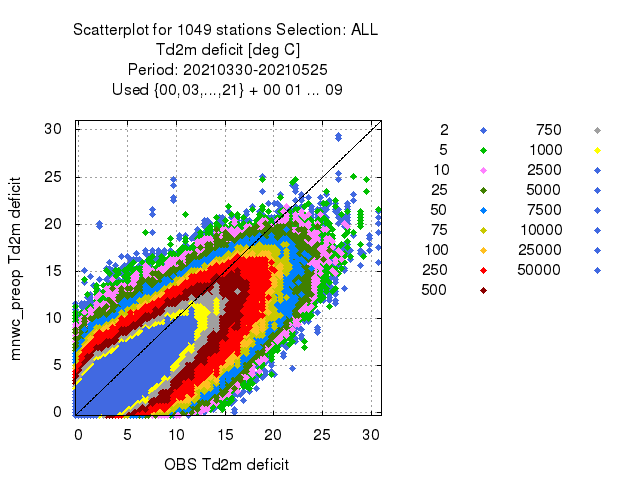 Scatterplot for 1049 stations Selection: ALL
Td2m deficit [deg C]
Period: 20210330-20210525
Used {00,03,...,21} + 00 01 ... 09
mnwc_preop Td2m deficit
30
25
20
15
10
5
0
0 5 10 15 20 25 30
OBS Td2m deficit
2 750
5 1000
10 2500
25 5000
50 7500
75 10000
100 25000
250 50000
500